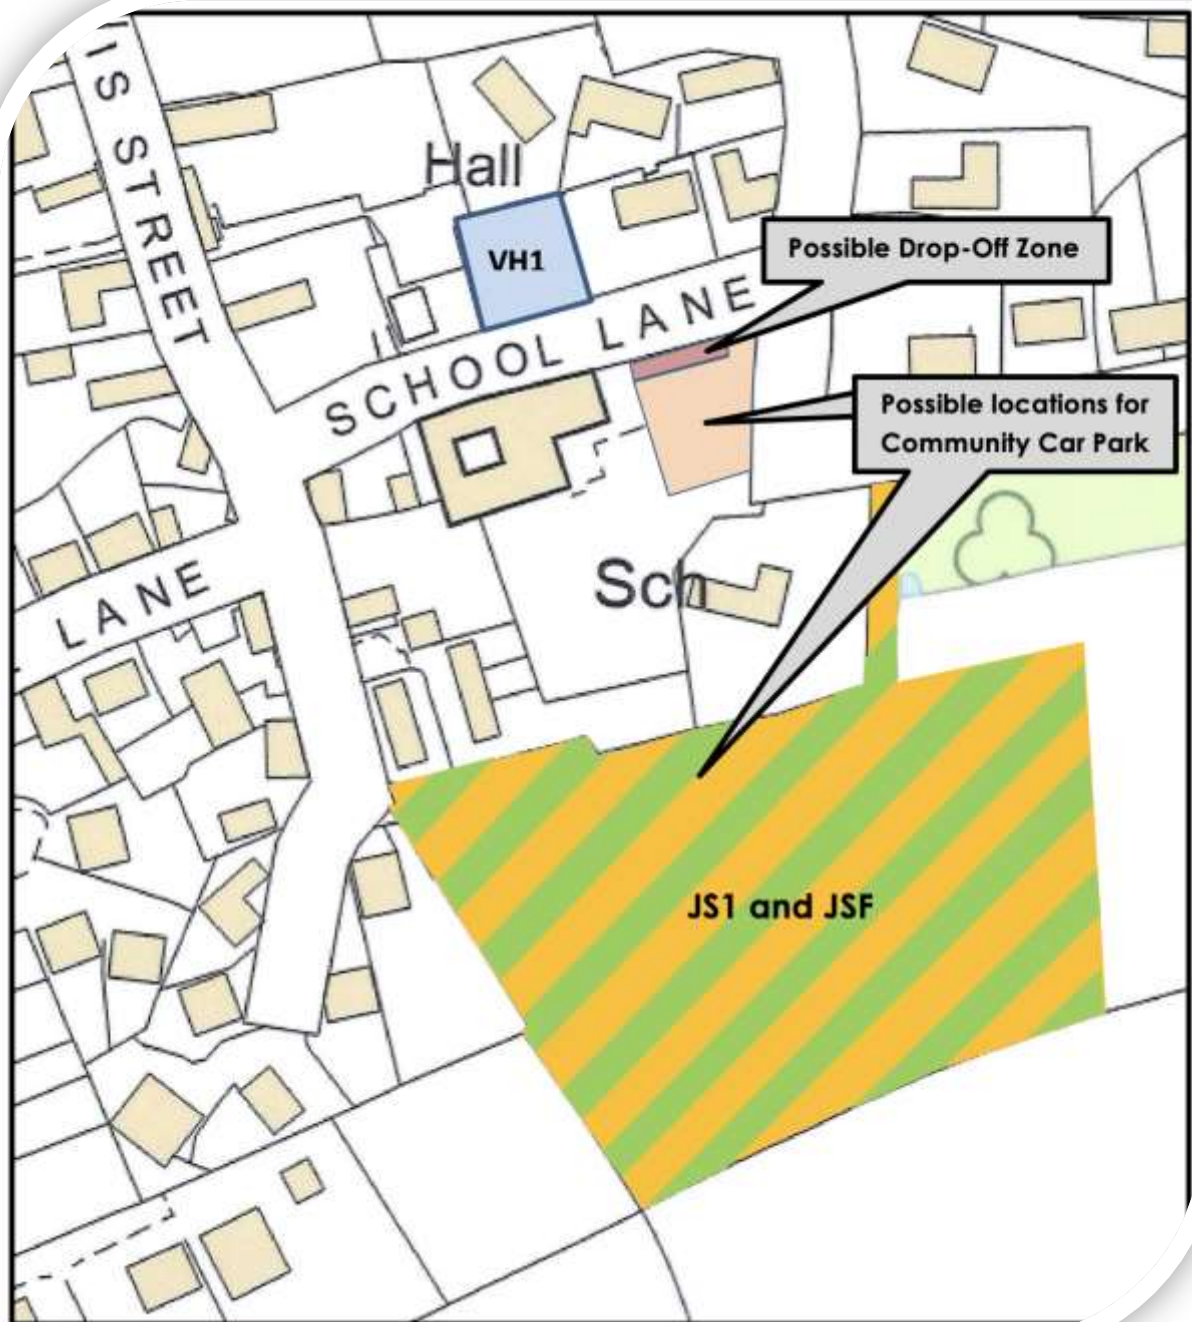 IS STREET
Hall
VH1
Possible Drop-Off Zone
SCHOOL LANE
Possible locations for
Community Car Park
LANE
Sch
JS1 and JSF